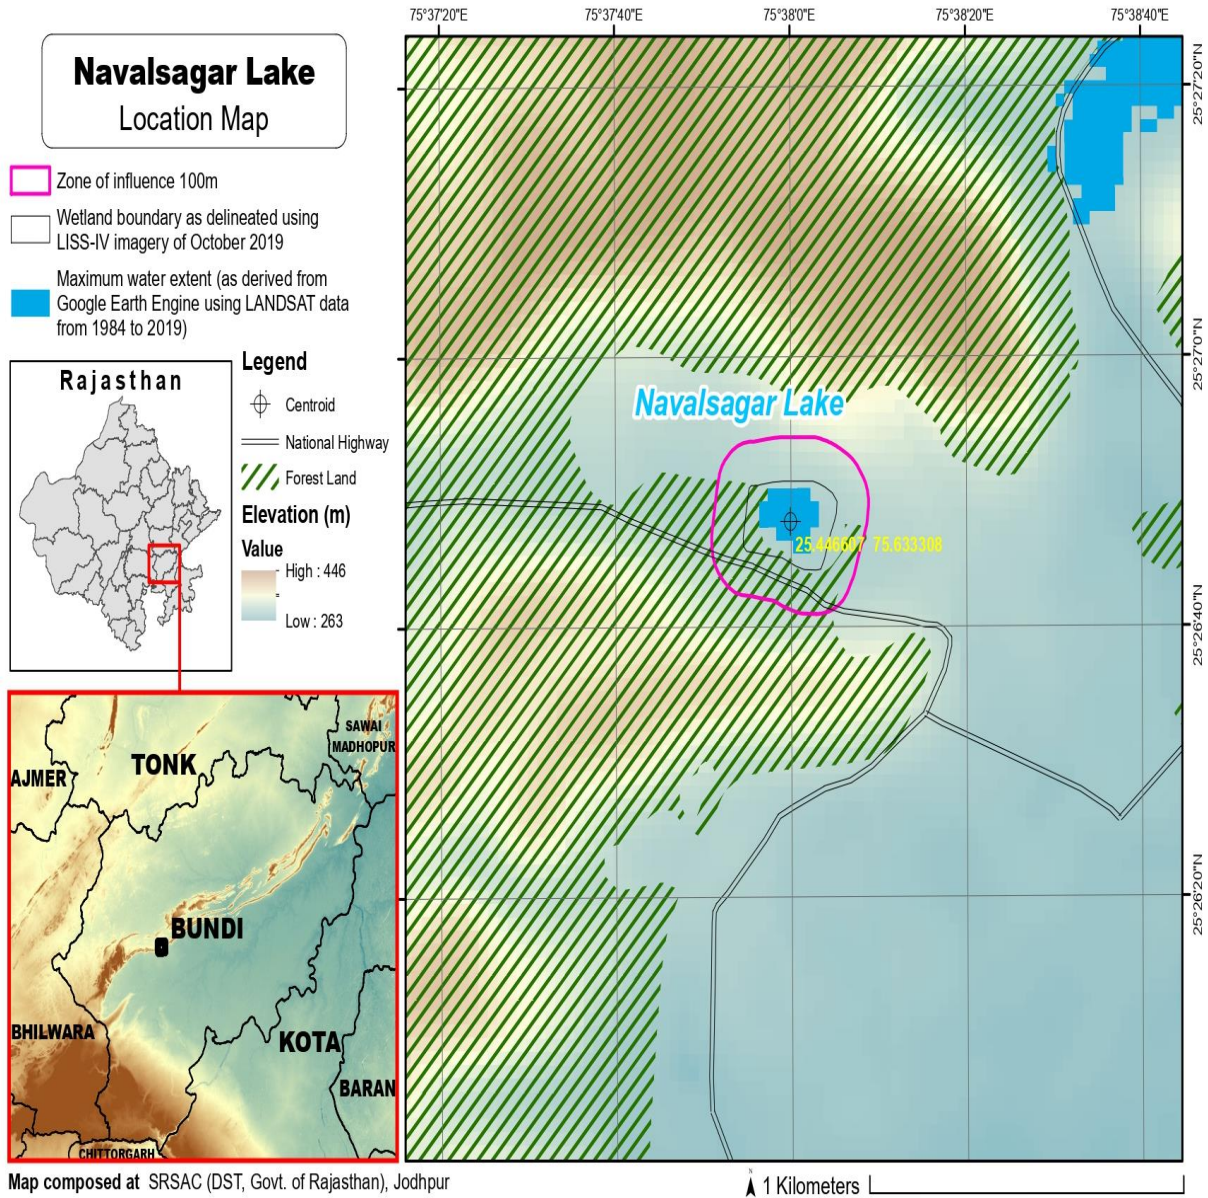 Navalsagar Lake
Location Map
Zone of influence 100m
Wetland boundary as delineated using
LISS-IV imagery of October 2019
Maximum water extent (as derived from
Google Earth Engine using LANDSAT data
from 1984 to 2019)
Rajasthan
Legend
Centroid
National Highway
Forest Land
Elevation (m)
Value
High : 446
Low : 263
AJMER
TONK
SAWAI
MADHOPUR
BUNDI
BHILWARA
KOTA
BARAN
CHITTORGARH
Map composed at SRSAC (DST, Govt. of Rajasthan), Jodhpur
75°37'20"E 75°37'40"E 75°38'0"E 75°38'20"E 75°38'40"E
25°27'20"N
25°27'0"N
25°26'40"N
25°26'20"N
Navalsagar Lake
25.446607 75.633308
N
1 Kilometers